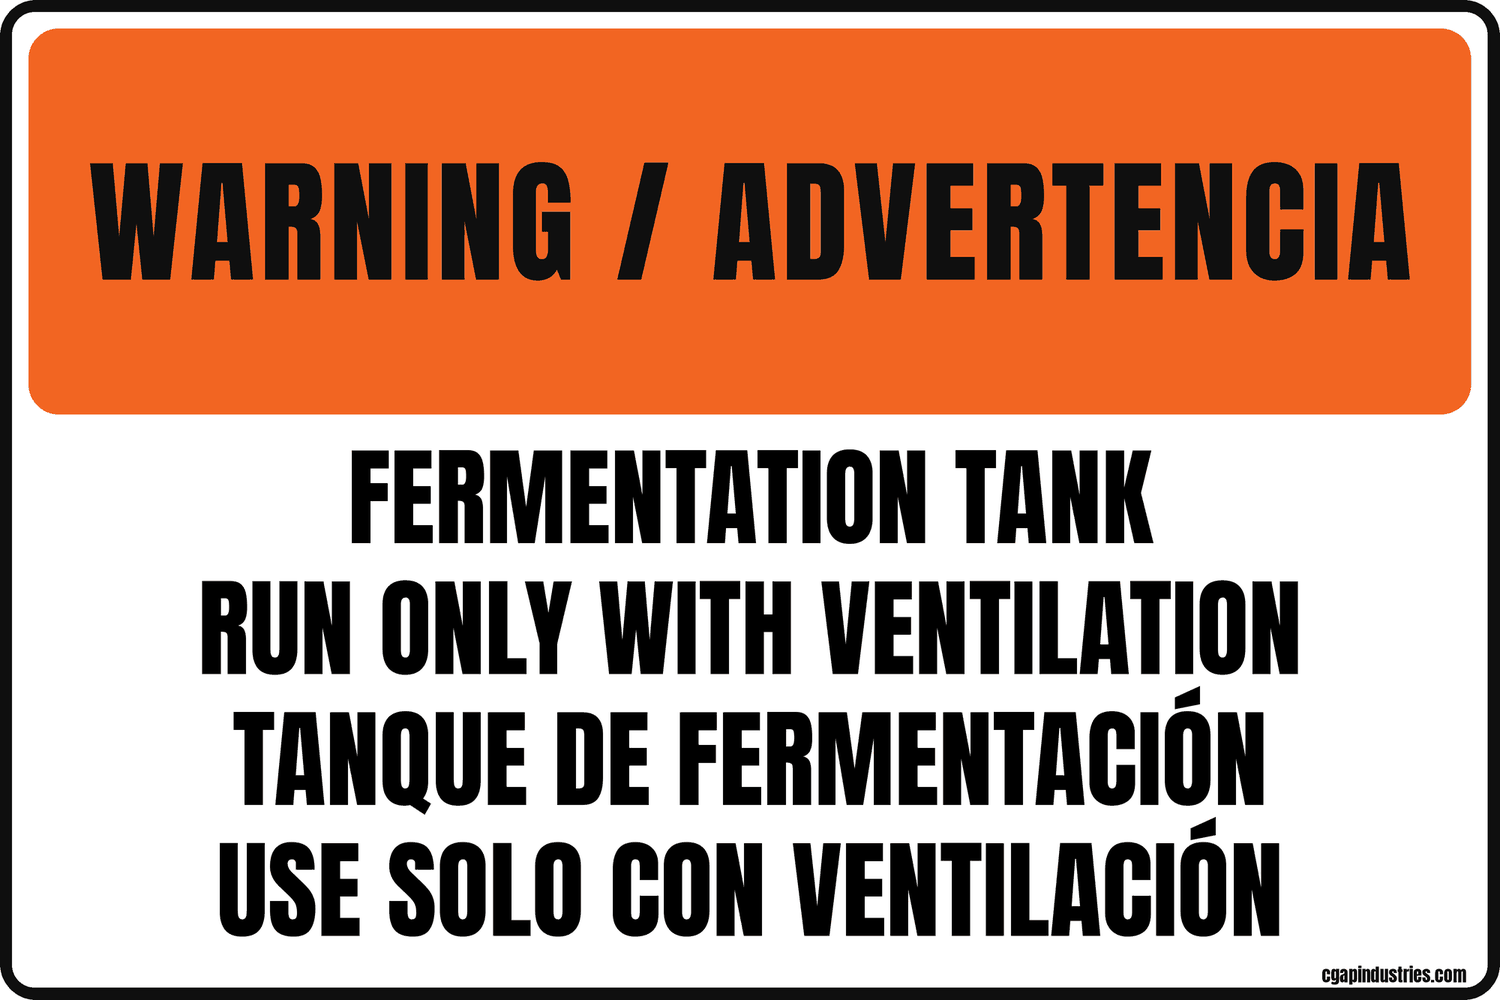 WARNING / ADVERTENCIA
FERMENTATION TANK
RUN ONLY WITH VENTILATION
TANQUE DE FERMENTACIÓN
USE SOLO CON VENTILACIÓN
cgapindustries.com